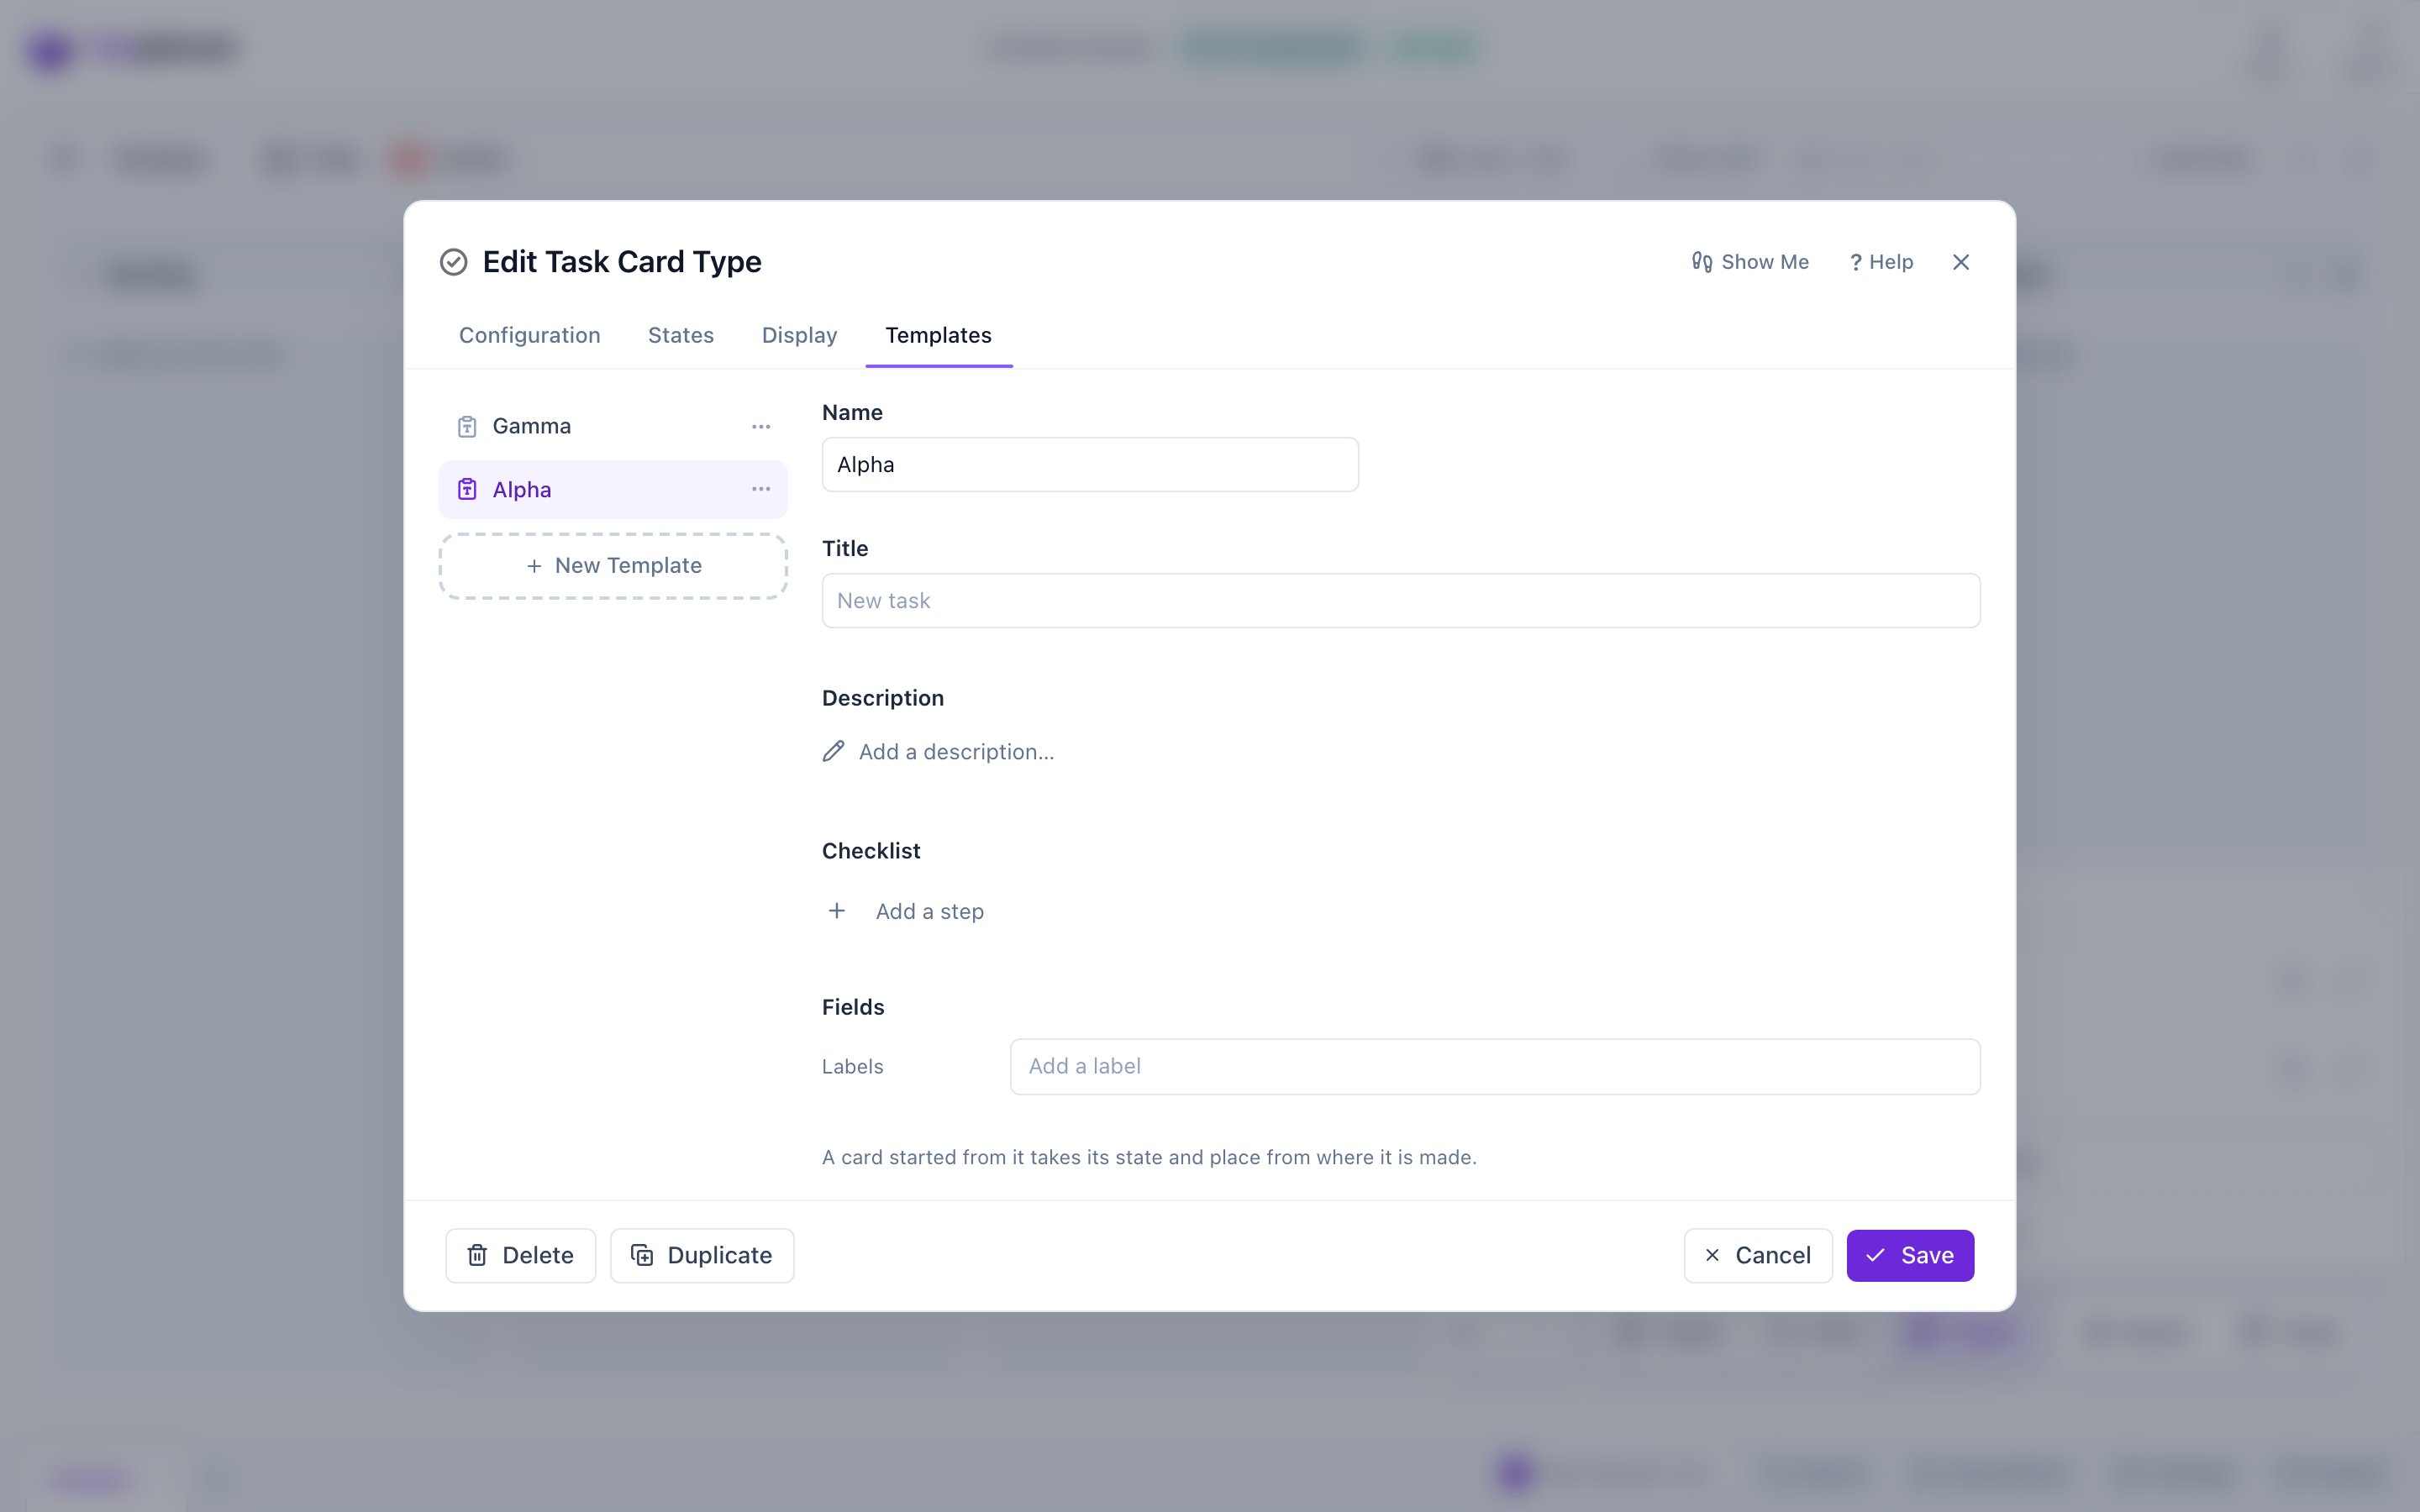 Edit Task Card Type
Show Me
? Help
Configuration
States
Display
Templates
Gamma
Alpha
+ New Template
Name
Alpha
Title
New task
Description
Add a description...
Checklist
+ Add a step
Fields
Labels
Add a label
A card started from it takes its state and place from where it is made.
Delete
Duplicate
Cancel
Save